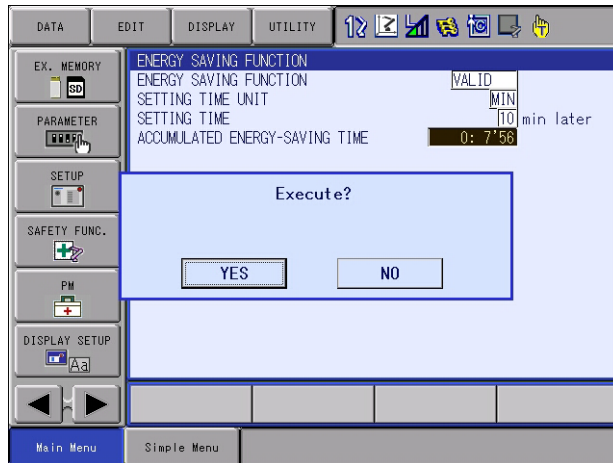 DATA EDIT DISPLAY UTILITY
EX. MEMORY
SD
PARAMETER
SETUP
SAFETY FUNC.
PM
DISPLAY SETUP
Aa
ENERGY SAVING FUNCTION
ENERGY SAVING FUNCTION VALID
SETTING TIME UNIT MIN
SETTING TIME 10 min later
ACCUMULATED ENERGY-SAVING TIME 0: 7'56
Execute?
YES NO
Main Menu Simple Menu